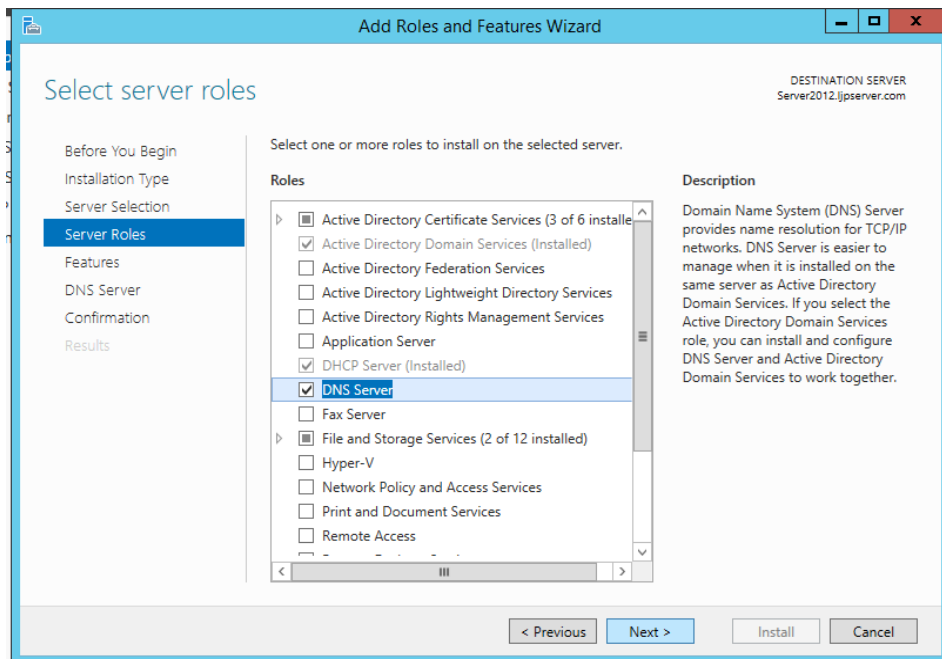 Add Roles and Features Wizard
Select server roles
DESTINATION SERVER
Server2012.ljpserver.com
Before You Begin
Installation Type
Server Selection
Server Roles
Features
DNS Server
Confirmation
Results
Select one or more roles to install on the selected server.
Roles
Active Directory Certificate Services (3 of 6 installe
Active Directory Domain Services (Installed)
Active Directory Federation Services
Active Directory Lightweight Directory Services
Active Directory Rights Management Services
Application Server
DHCP Server (Installed)
DNS Server
Fax Server
File and Storage Services (2 of 12 installed)
Hyper-V
Network Policy and Access Services
Print and Document Services
Remote Access
Description
Domain Name System (DNS) Server
provides name resolution for TCP/IP
networks. DNS Server is easier to
manage when it is installed on the
same server as Active Directory
Domain Services. If you select the
Active Directory Domain Services
role, you can install and configure
DNS Server and Active Directory
Domain Services to work together.
< Previous
Next >
Install
Cancel